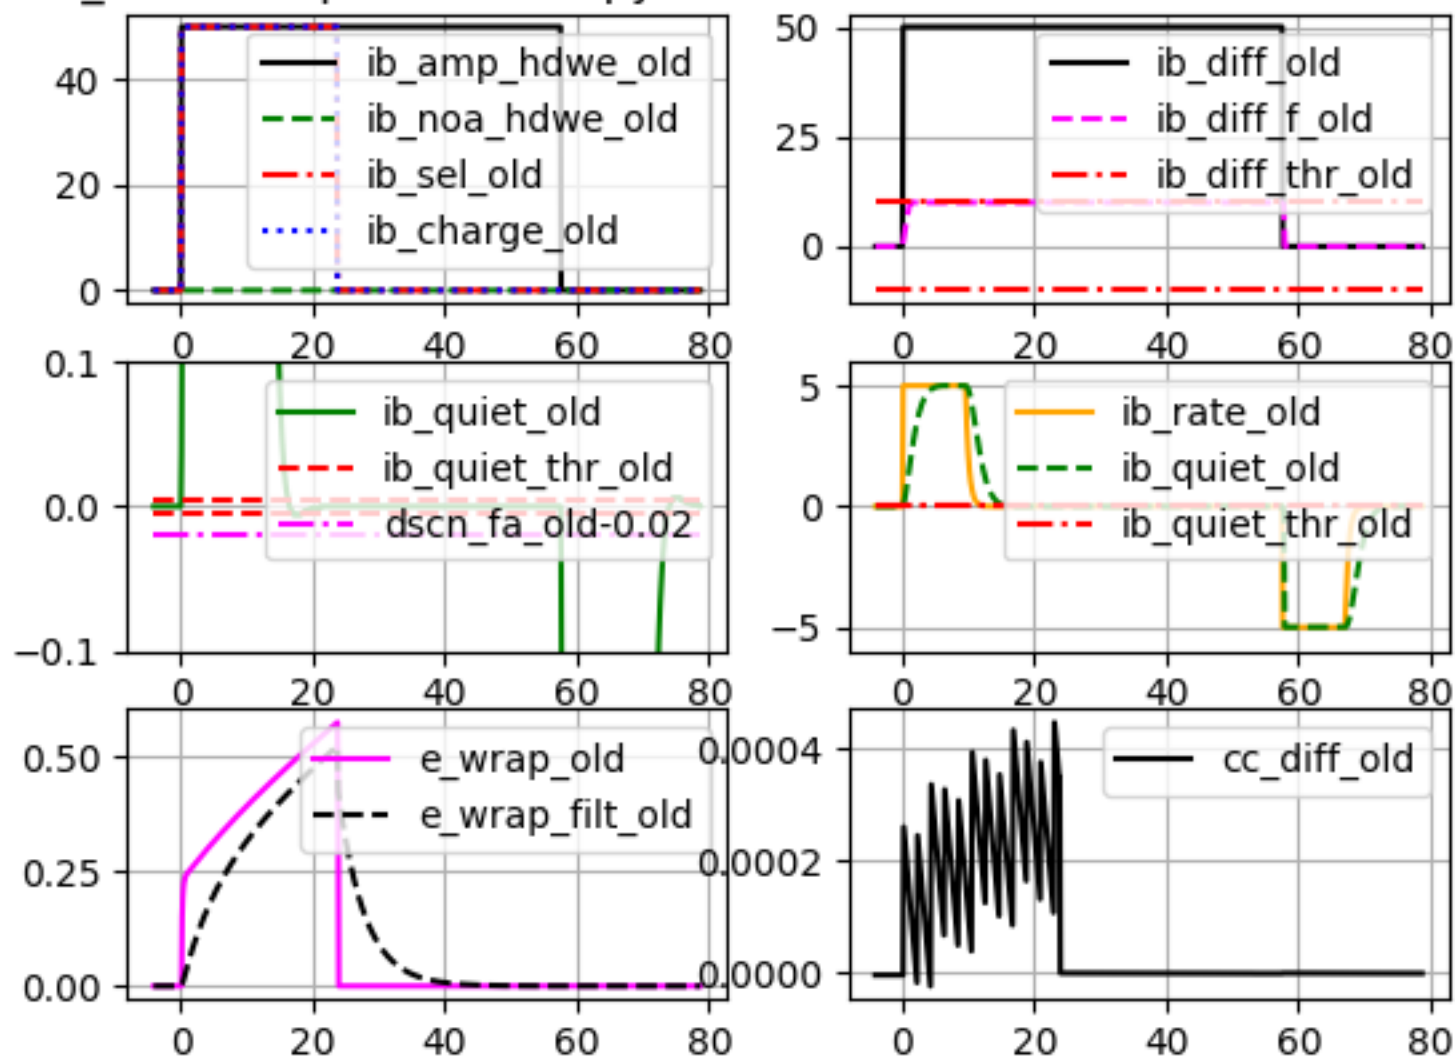 40
20
0
ib_amp_hdwe_old
ib_noa_hdwe_old
ib_sel_old
ib_charge_old
0 20 40 60 80
50
25
0
ib_diff_old
ib_diff_f_old
ib_diff_thr_old
0 20 40 60 80
0.1
0.0
−0.1
ib_quiet_old
ib_quiet_thr_old
dscn_fa_old-0.02
0 20 40 60 80
5
0
−5
ib_rate_old
ib_quiet_old
ib_quiet_thr_old
0 20 40 60 80
0.50
0.25
0.00
e_wrap_old
e_wrap_filt_old
0 20 40 60 80
0.0004
0.0002
0.0000
cc_diff_old
0 20 40 60 80